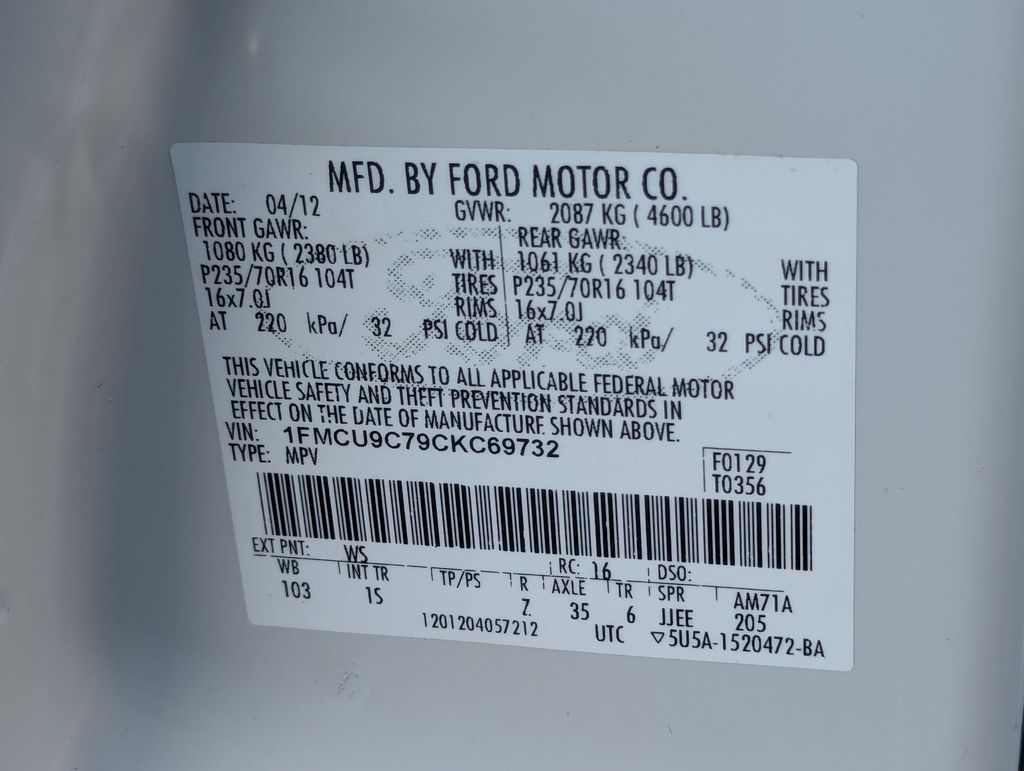 MFD. BY FORD MOTOR CO.
DATE: 04/12 GVWR: 2087 KG ( 4600 LB)
FRONT GAWR: REAR GAWR:
1080 KG ( 2380 LB) WITH 1061 KG ( 2340 LB) WITH
P235/70R16 104T TIRES P235/70R16 104T TIRES
16x7.0J RIMS 16x7.0J RIMS
AT 220 kPa/ 32 PSI COLD AT 220 kPa/ 32 PSI COLD
THIS VEHICLE CONFORMS TO ALL APPLICABLE FEDERAL MOTOR
VEHICLE SAFETY AND THEFT PREVENTION STANDARDS IN
EFFECT ON THE DATE OF MANUFACTURE SHOWN ABOVE.
VIN: 1FMCU9C79CKC69732
TYPE: MPV
F0129
T0356
EXT PNT: WS RC: 16 DSO:
WB INT TR TP/PS R AXLE TR SPR AM71A
103 1S Z 35 6 JJEE 205
1201204057212 UTC ▽5U5A-1520472-BA